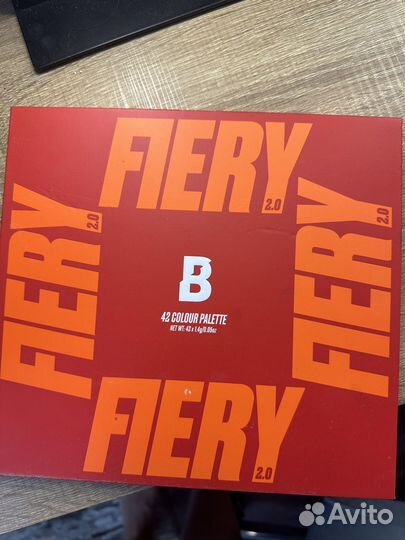 FIERY
2.0
FIERY
2.0
FIERY
2.0
B
42 COLOUR PALETTE
NET WT: 42 x 1.4g/0.05oz
FIERY
2.0
Avito